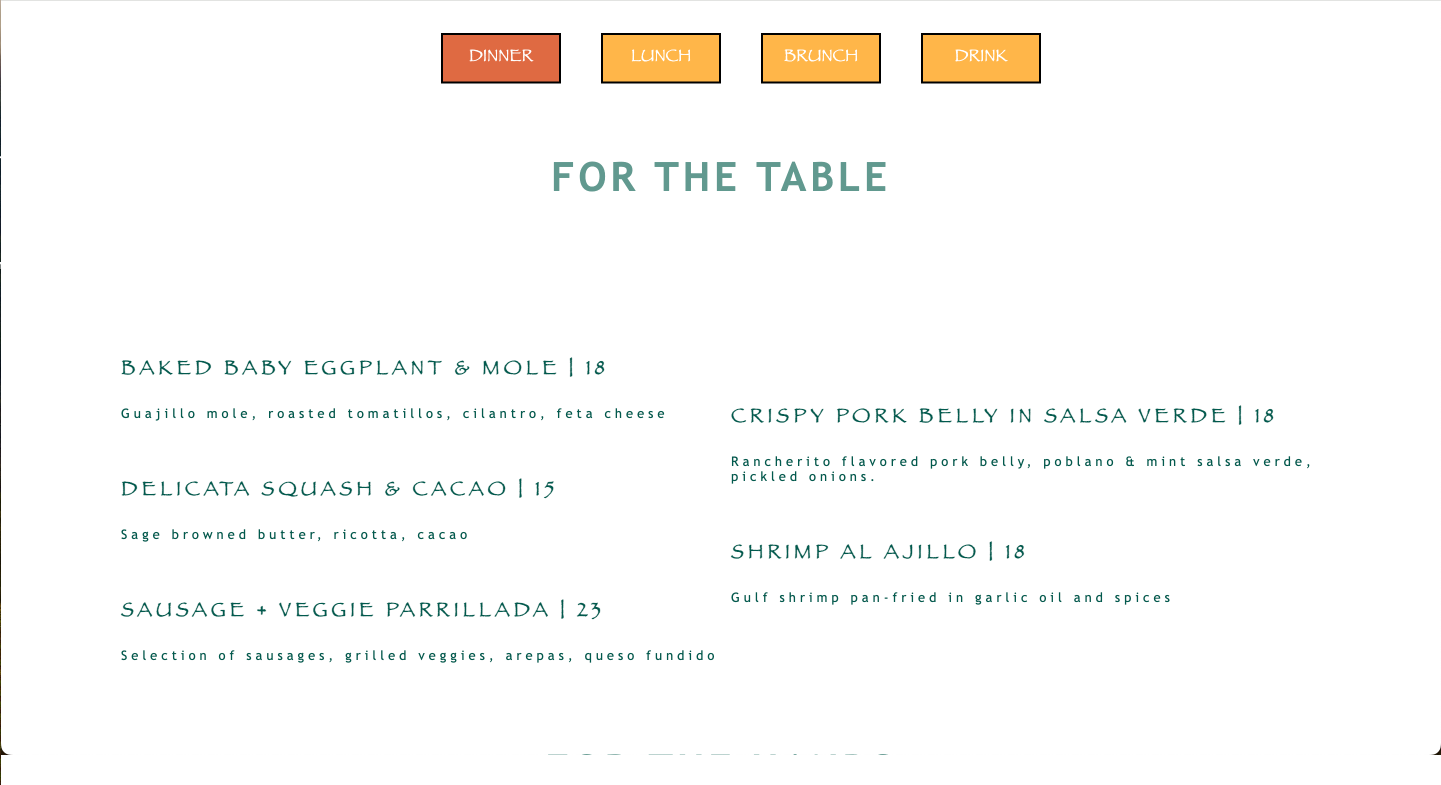 DINNER
LUNCH
BRUNCH
DRINK
FOR THE TABLE
BAKED BABY EGGPLANT & MOLE | 18
Guajillo mole, roasted tomatillos, cilantro, feta cheese
DELICATA SQUASH & CACAO | 15
Sage browned butter, ricotta, cacao
SAUSAGE + VEGGIE PARRILLADA | 23
Selection of sausages, grilled veggies, arepas, queso fundido
CRISPY PORK BELLY IN SALSA VERDE | 18
Rancherito flavored pork belly, poblano & mint salsa verde,
pickled onions.
SHRIMP AL AJILLO | 18
Gulf shrimp pan-fried in garlic oil and spices